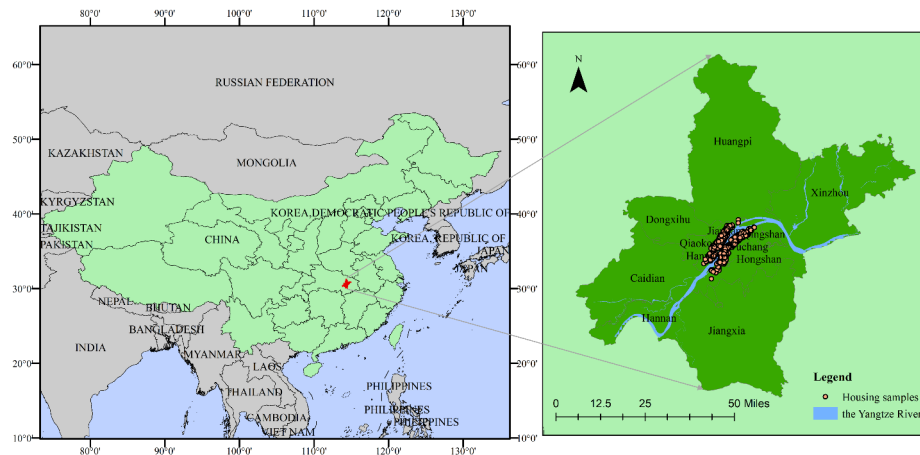 80°0' 90°0' 100°0' 110°0' 120°0' 130°0'
60°0'
50°0'
40°0'
30°0'
20°0'
10°0'
RUSSIAN FEDERATION
KAZAKHSTAN
MONGOLIA
KYRGYZSTAN
KOREA,DEMOCRATIC PEOPLE'S REPUBLIC OF
TAJIKISTAN
CHINA
KOREA, REPUBLIC OF
PAKISTAN
JAPAN
JAPAN
NEPAL
BHUTAN
BANGLADESH
INDIA
MYANMAR
LAOS
THAILAND
PHILIPPINES
CAMBODIA
PHILIPPINES
PHILIPPINES
VIET NAM
60°0'
50°0'
40°0'
30°0'
20°0'
10°0'
80°0' 90°0' 100°0' 110°0' 120°0' 130°0'
N
Huangpi
Xinzhou
Dongxihu
Hongshan
Caidian
Hannan
Jiangxia
Legend
Housing samples
the Yangtze River
0 12.5 25 50 Miles